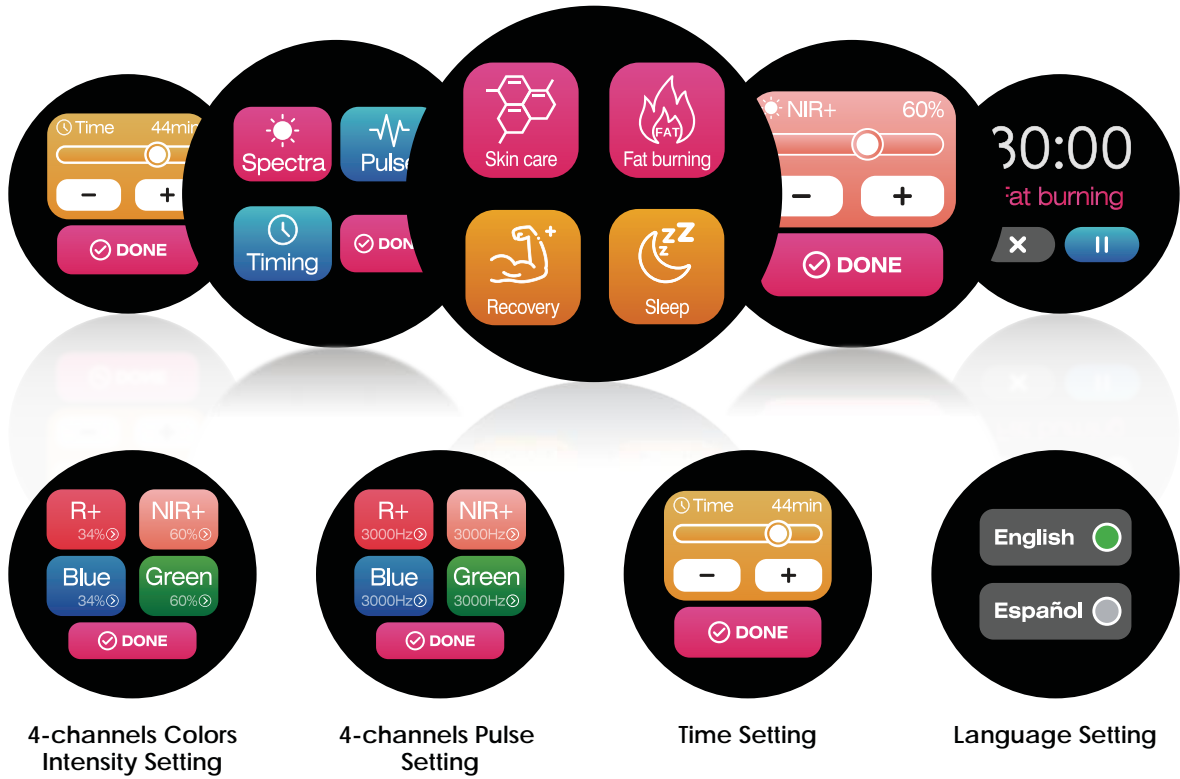 Time 44min
DONE
Spectra
Pulse
Timing
DONE
Skin care
Fat burning
FAT
Recovery
Sleep
zzZ
NIR+ 60%
DONE
30:00
Fat burning
R+ NIR+
34% 60%
Blue Green
34% 60%
DONE
R+ NIR+
3000Hz 3000Hz
Blue Green
3000Hz 3000Hz
DONE
Time 44min
DONE
English
Español
4-channels Colors
Intensity Setting
4-channels Pulse
Setting
Time Setting
Language Setting